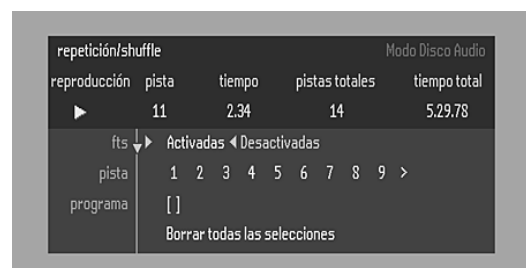 repetición/shuffle Modo Disco Audio
reproducción pista tiempo pistas totales tiempo total
11 2.34 14 5.29.78
fts Activadas Desactivadas
pista 1 2 3 4 5 6 7 8 9 >
programa [ ]
Borrar todas las selecciones